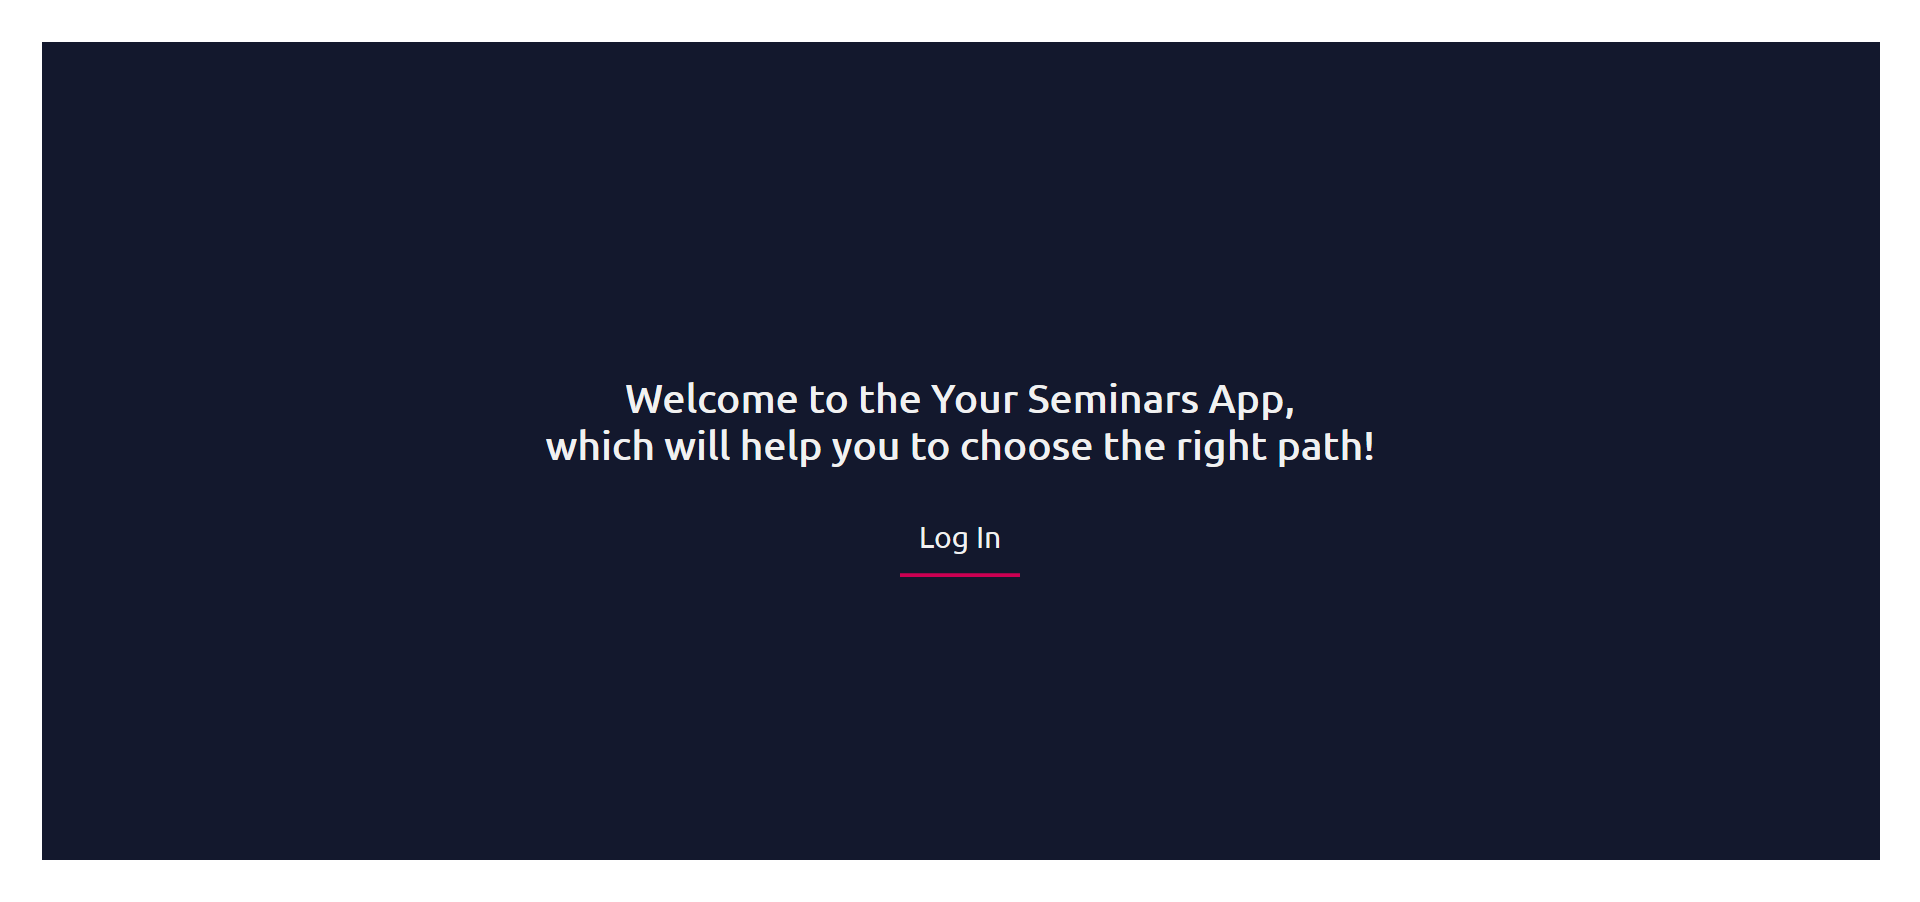 Welcome to the Your Seminars App,
which will help you to choose the right path!
Log In